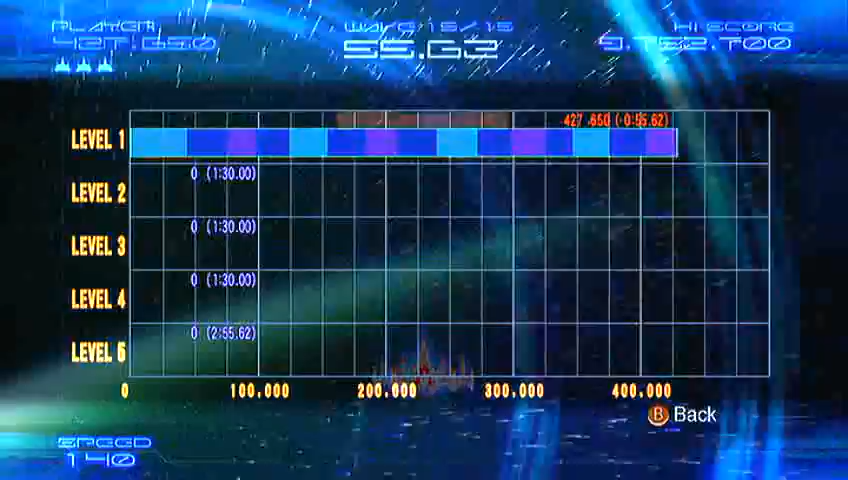 PLAYER WAVE 15/15 HI SCORE
427.650 55.62 9.752.700
427.650 (-0:55.62)
LEVEL 1
0 (1:30.00)
LEVEL 2
0 (1:30.00)
LEVEL 3
0 (1:30.00)
LEVEL 4
0 (2:55.62)
LEVEL 5
0 100.000 200.000 300.000 400.000
B Back
SPEED
140